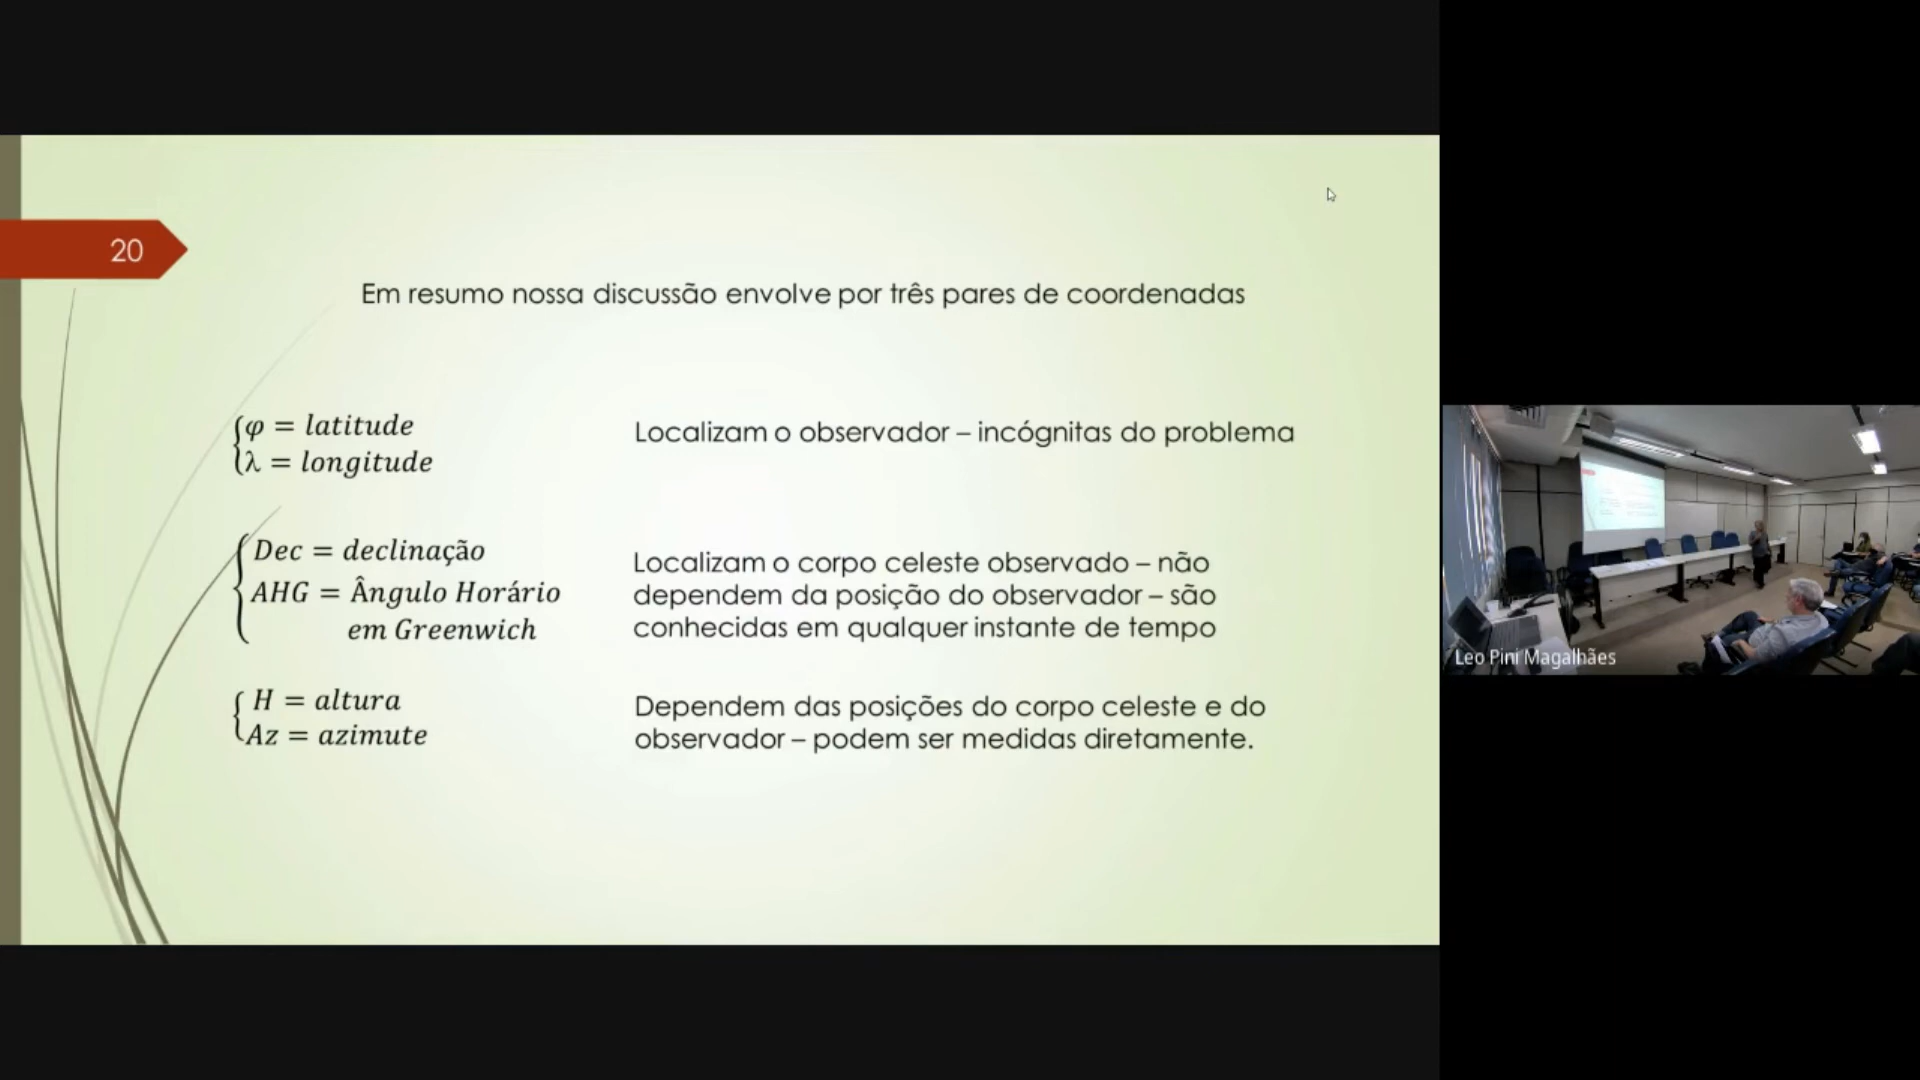 20
Em resumo nossa discussão envolve por três pares de coordenadas
φ = latitude
λ = longitude
Localizam o observador – incógnitas do problema
Dec = declinação
AHG = Ângulo Horário
em Greenwich
Localizam o corpo celeste observado – não
dependem da posição do observador – são
conhecidas em qualquer instante de tempo
H = altura
Az = azimute
Dependem das posições do corpo celeste e do
observador – podem ser medidas diretamente.
Leo Pini Magalhães